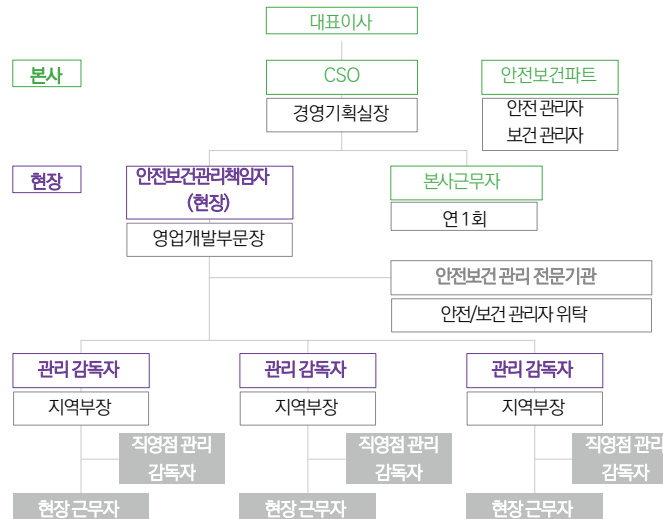 대표이사
본사
CSO
안전보건파트
경영기획실장
안전 관리자
보건 관리자
현장
안전보건관리책임자
(현장)
본사근무자
영업개발부문장
연 1회
안전보건 관리 전문기관
안전/보건 관리자 위탁
관리 감독자
관리 감독자
관리 감독자
지역부장
지역부장
지역부장
직영점 관리
감독자
직영점 관리
감독자
직영점 관리
감독자
현장 근무자
현장 근무자
현장 근무자